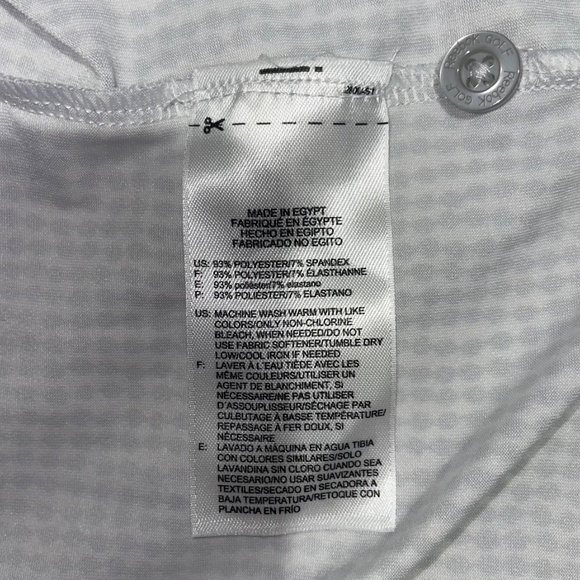 REEBOK GOLF REEBOK GOLF
MADE IN EGYPT
FABRIQUÉ EN ÉGYPTE
HECHO EN EGIPTO
FABRICADO NO EGITO
US: 93% POLYESTER/7% SPANDEX
F: 93% POLYESTER/7% ÉLASTHANNE
E: 93% poliéster/7% elastano
P: 93% POLIÉSTER/7% ELASTANO
US: MACHINE WASH WARM WITH LIKE
COLORS/ONLY NON-CHLORINE
BLEACH, WHEN NEEDED/DO NOT
USE FABRIC SOFTENER/TUMBLE DRY
LOW/COOL IRON IF NEEDED
F: LAVER À L'EAU TIÈDE AVEC LES
MÊME COULEURS/UTILISER UN
AGENT DE BLANCHIMENT, SI
NÉCESSAIRE/NE PAS UTILISER
D'ASSOUPLISSEUR/SÉCHAGE PAR
CULBUTAGE À BASSE TEMPÉRATURE/
REPASSAGE À FER DOUX, SI
NÉCESSAIRE
E: LAVADO A MÁQUINA EN AGUA TIBIA
CON COLORES SIMILARES/SOLO
LAVANDINA SIN CLORO CUANDO SEA
NECESARIO/NO USAR SUAVIZANTES
TEXTILES/SECADO EN SECADORA A
BAJA TEMPERATURA/RETOQUE CON
PLANCHA EN FRÍO